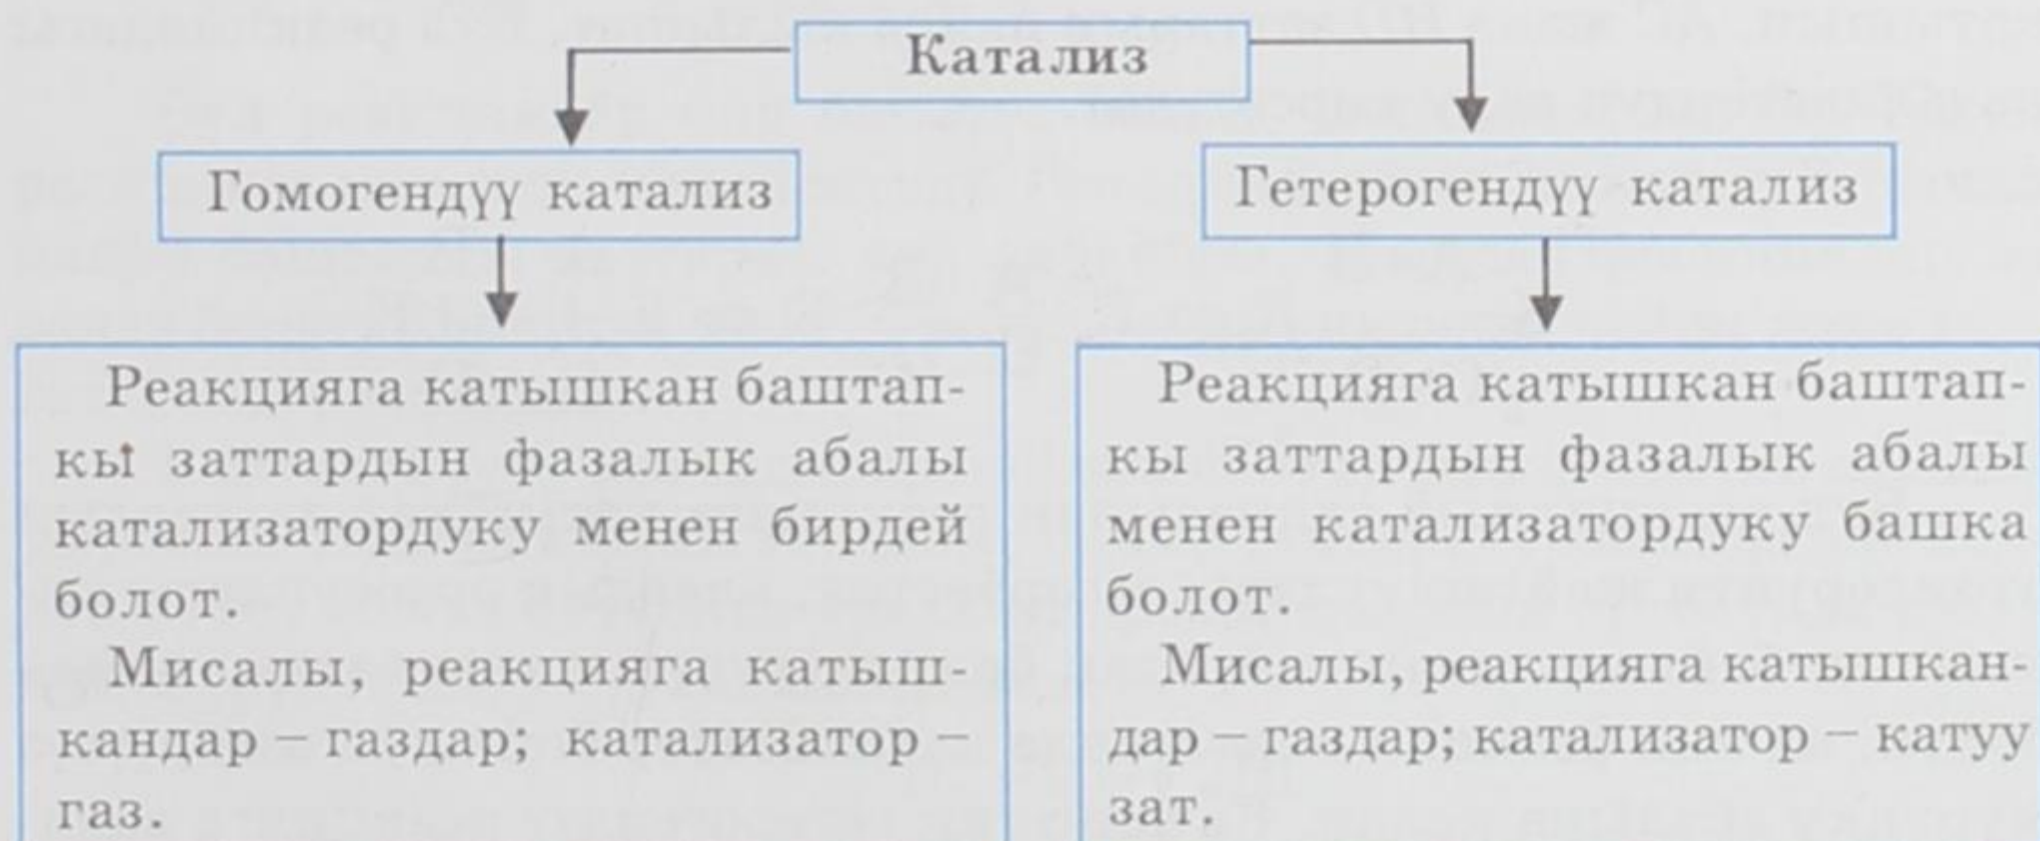 Катализ
Гомогендүү катализ
Гетерогендүү катализ
Реакцияга катышкан баштап-
кы заттардын фазалык абалы
катализатордуку менен бирдей
болот.
Мисалы, реакцияга катыш-
кандар – газдар; катализатор –
газ.
Реакцияга катышкан баштап-
кы заттардын фазалык абалы
менен катализатордуку башка
болот.
Мисалы, реакцияга катышкан-
дар – газдар; катализатор – катуу
зат.